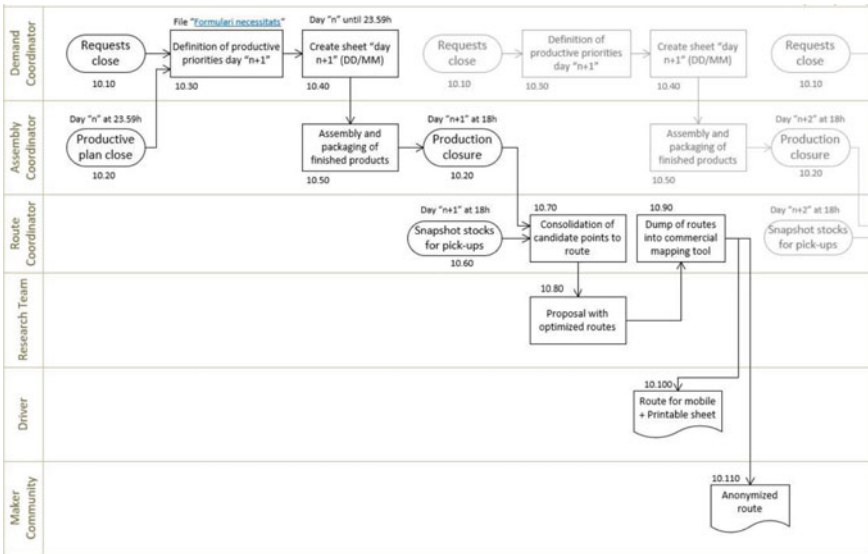 Demand
Coordinator
File "Formulari necessitats"
Day "n" until 23.59h
Requests
close
10.10
Definition of productive
priorities day "n+1"
10.30
Create sheet "day
n+1" (DD/MM)
10.40
Requests
close
10.10
Definition of
productive priorities
day "n+1"
10.30
Create sheet "day
n+1" (DD/MM)
10.40
Requests
close
10.10
Assembly
Coordinator
Day "n" at 23.59h
Productive
plan close
10.20
Assembly and
packaging of
finished products
10.50
Day "n+1" at 18h
Production
closure
10.20
Assembly and
packaging of
finished products
10.50
Day "n+2" at 18h
Production
closure
10.20
Route
Coordinator
Day "n+1" at 18h
Snapshot stocks
for pick-ups
10.60
10.70
Consolidation of
candidate points to
route
10.90
Dump of routes
into commercial
mapping tool
Day "n+2" at 18h
Snapshot stocks
for pick-ups
Research Team
10.80
Proposal with
optimized routes
Driver
10.100
Route for mobile
+ Printable sheet
Maker
Community
10.110
Anonymized
route